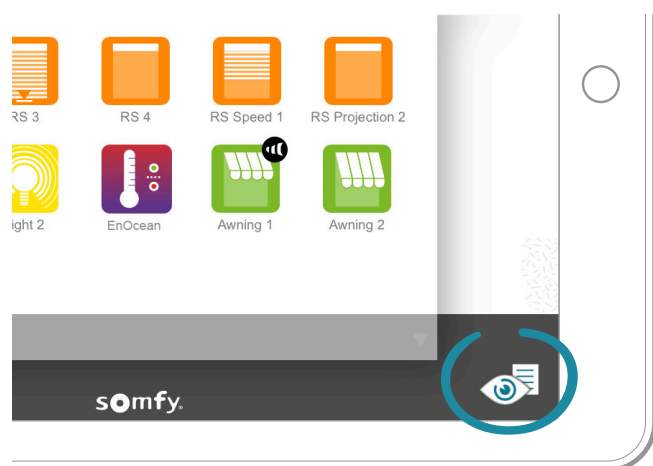 RS 3 RS 4 RS Speed 1 RS Projection 2
ight 2 EnOcean Awning 1 Awning 2
somfy.